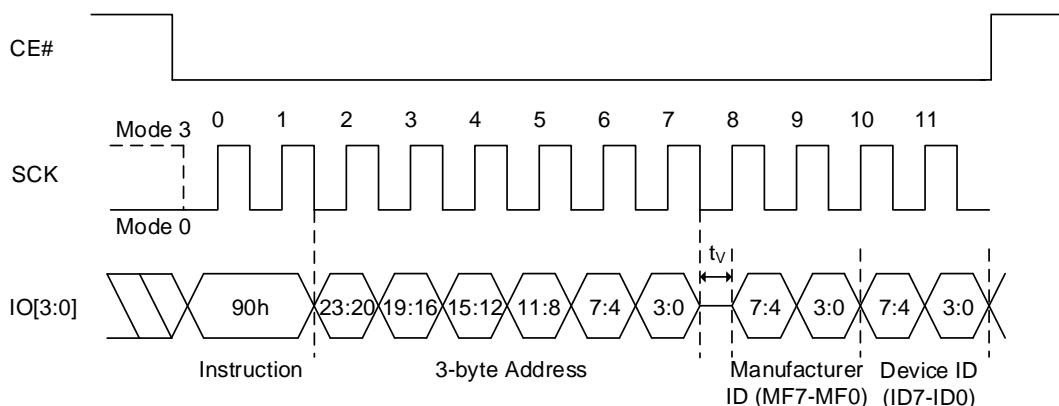 CE#
0 1 2 3 4 5 6 7 8 9 10 11
Mode 3
SCK
Mode 0
tV
IO[3:0] 90h 23:20 19:16 15:12 11:8 7:4 3:0 7:4 3:0 7:4 3:0
Instruction 3-byte Address Manufacturer Device ID
ID (MF7-MF0) (ID7-ID0)